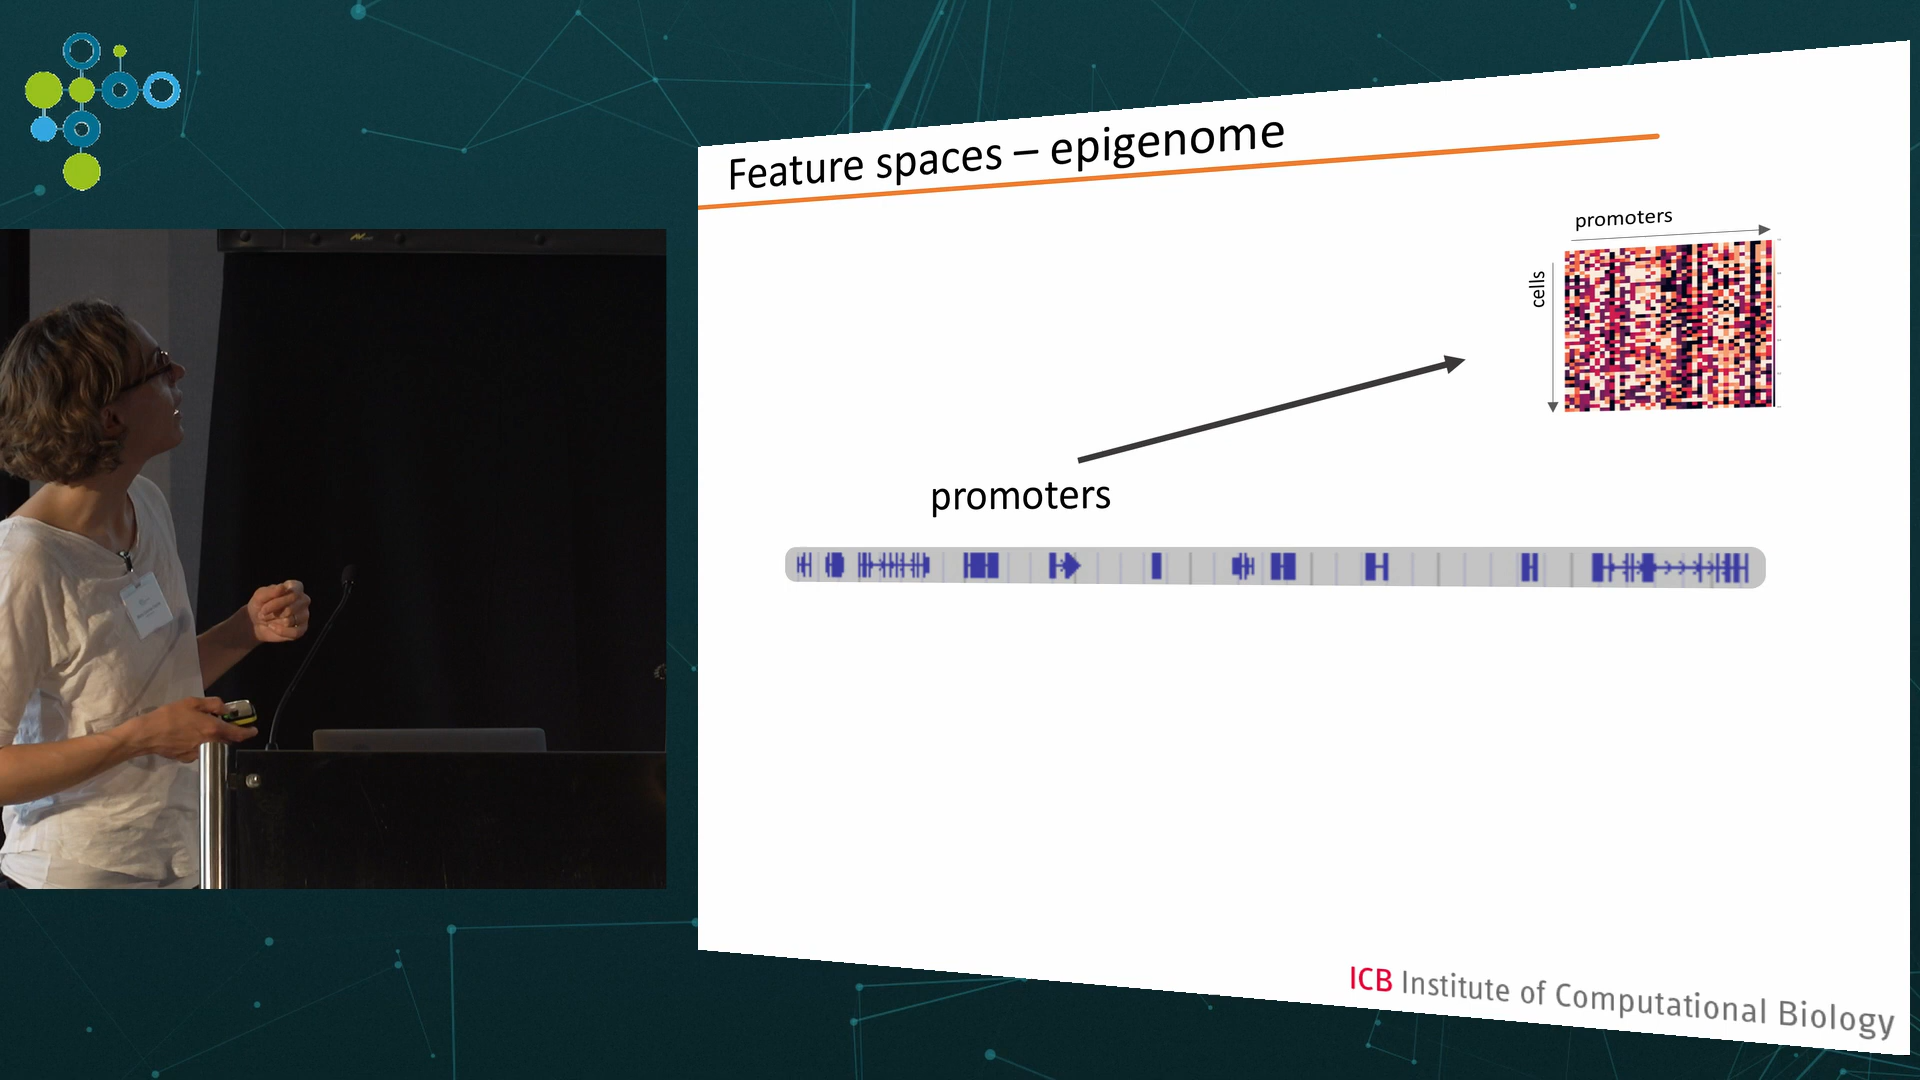 Feature spaces – epigenome
promoters
cells
promoters
ICB Institute of Computational Biology